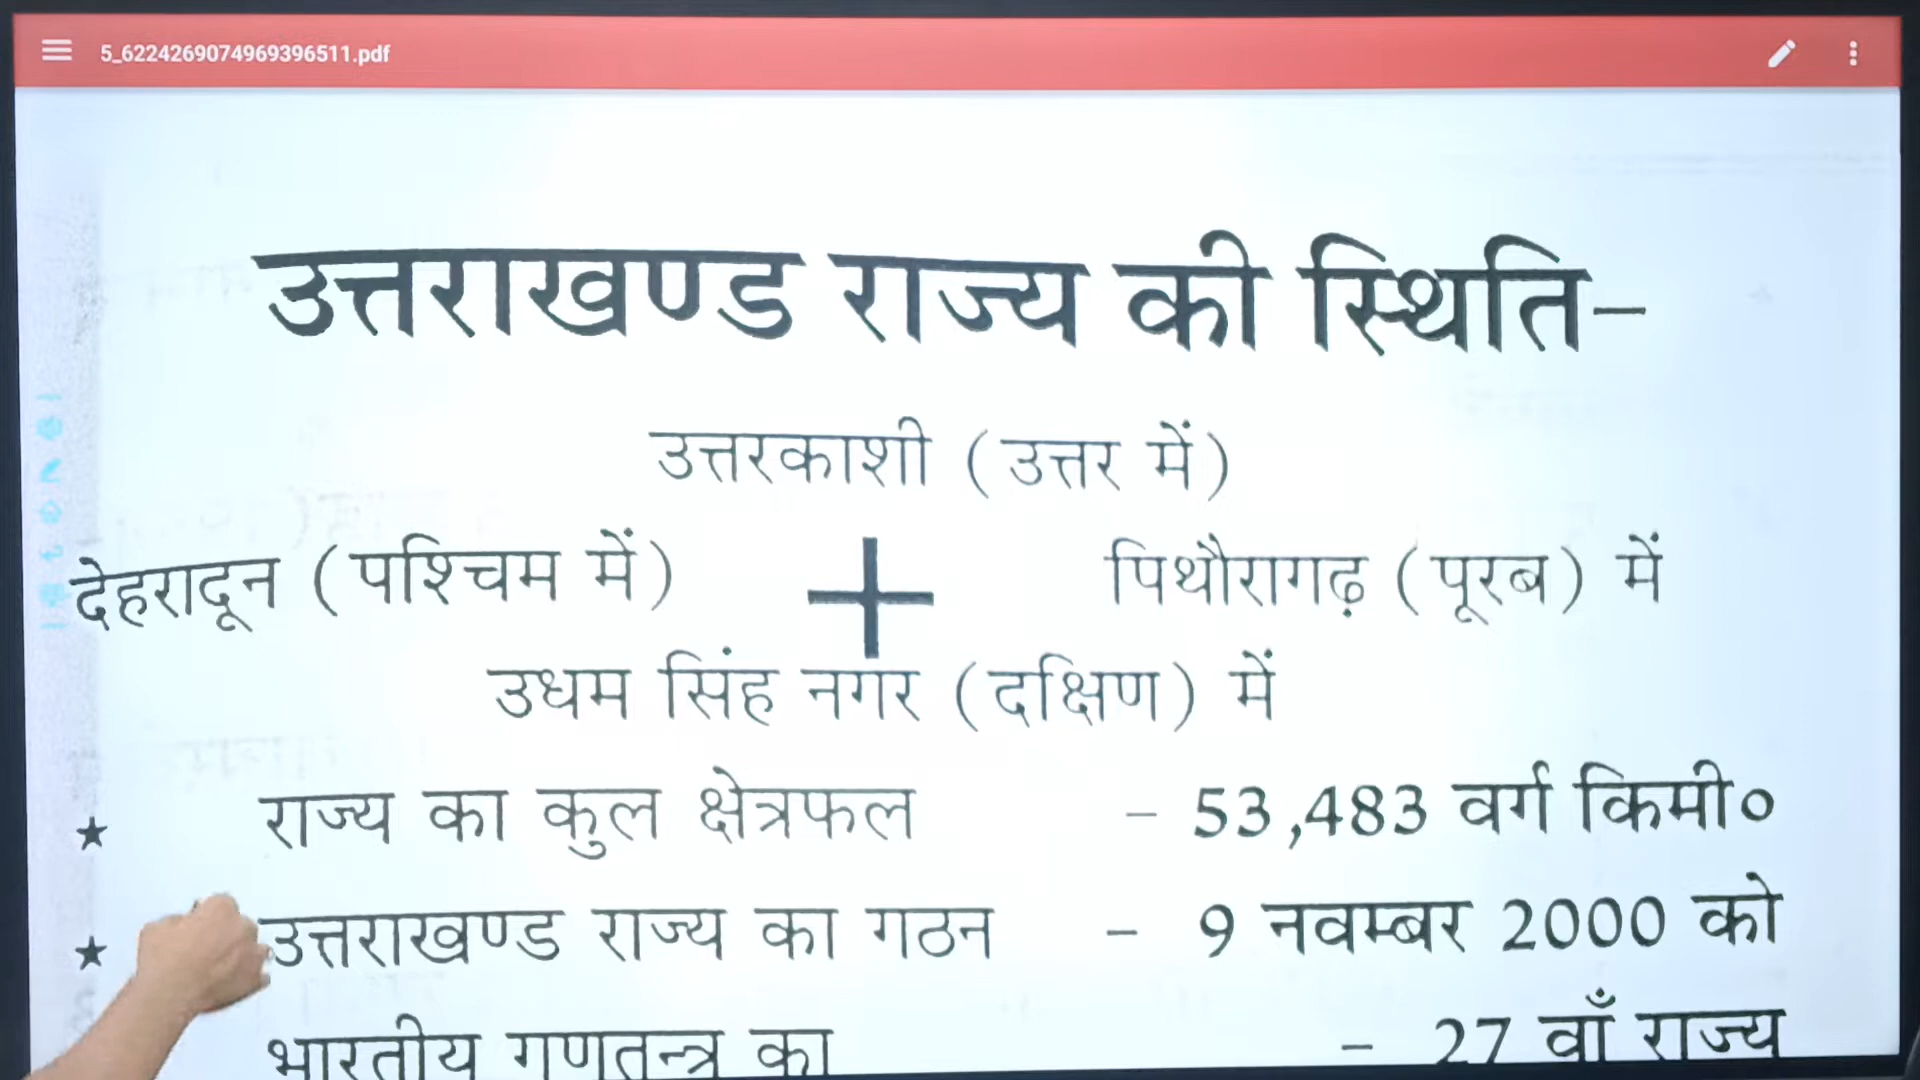 5_6224269074969396511.pdf
उत्तराखण्ड राज्य की स्थिति–
उत्तरकाशी (उत्तर में)
देहरादून (पश्चिम में) + पिथौरागढ़ (पूरब) में
उधम सिंह नगर (दक्षिण) में
★ राज्य का कुल क्षेत्रफल – 53,483 वर्ग किमी०
★ उत्तराखण्ड राज्य का गठन – 9 नवम्बर 2000 को
भारतीय गणतन्त्र का – 27 वाँ राज्य